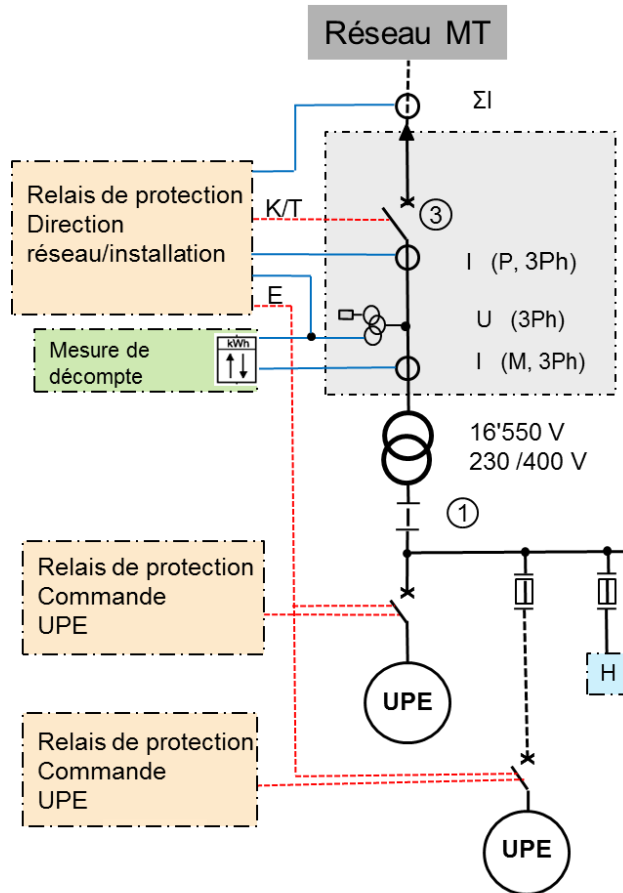 Réseau MT
ΣI
Relais de protection
Direction
réseau/installation
K/T
3
I (P, 3Ph)
E
U (3Ph)
Mesure de
décompte
kWh
I (M, 3Ph)
16'550 V
230 /400 V
1
Relais de protection
Commande
UPE
H
UPE
Relais de protection
Commande
UPE
UPE